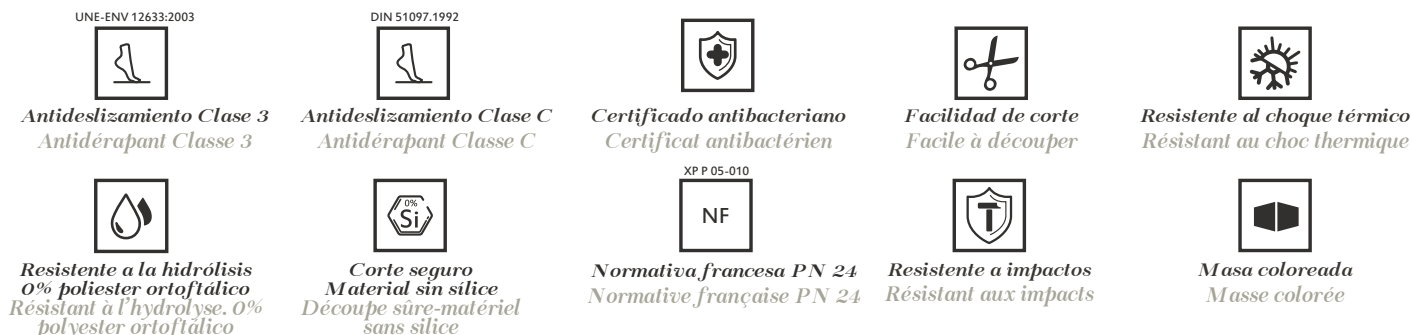 UNE-ENV 12633:2003
Antideslizamiento Clase 3
Antidérapant Classe 3
DIN 51097.1992
Antideslizamiento Clase C
Antidérapant Classe C
Certificado antibacteriano
Certificat antibactérien
Facilidad de corte
Facile à découper
Resistente al choque térmico
Résistant au choc thermique
Resistente a la hidrólisis
0% poliester ortoftálico
Résistant à l'hydrolyse. 0%
polyester ortoftálico
0%
Si
Corte seguro
Material sin sílice
Découpe sûre-matériel
sans silice
XP P 05-010
NF
Normativa francesa PN 24
Normative française PN 24
T
Resistente a impactos
Résistant aux impacts
Masa coloreada
Masse colorée